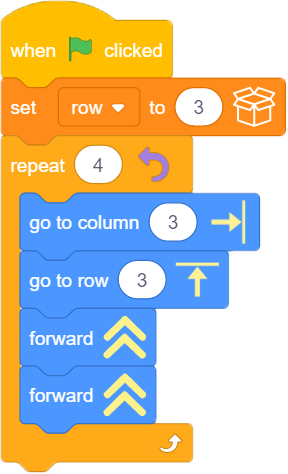 when clicked
set row to 3
repeat 4
go to column 3
go to row 3
forward
forward